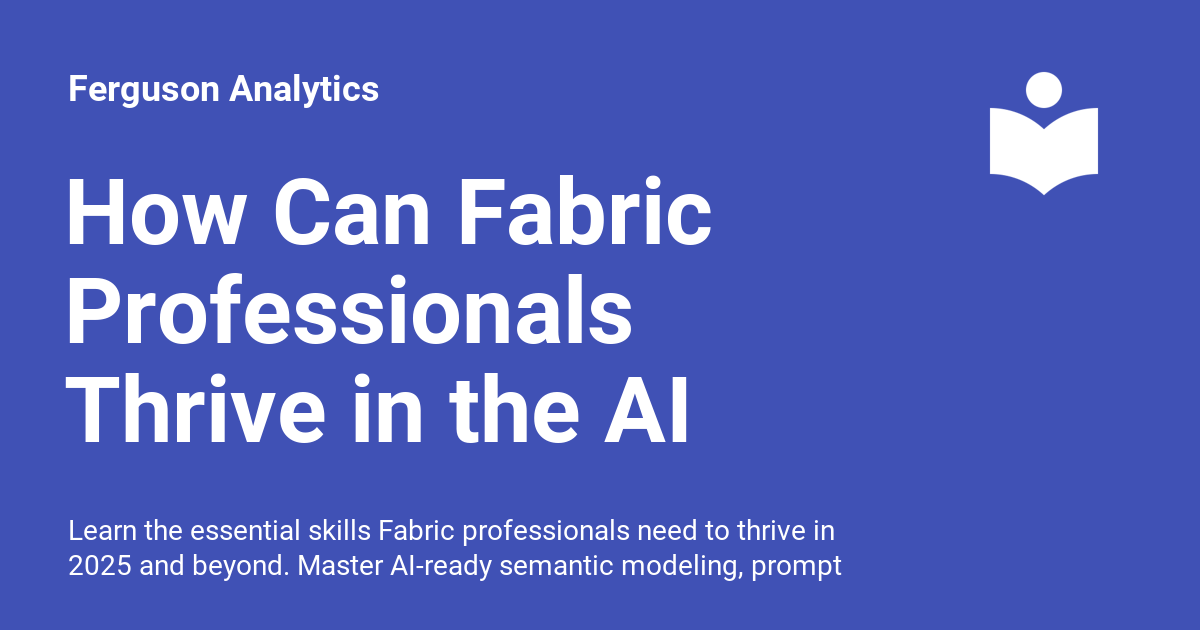 Ferguson Analytics
How Can Fabric
Professionals
Thrive in the AI
Learn the essential skills Fabric professionals need to thrive in
2025 and beyond. Master AI-ready semantic modeling, prompt